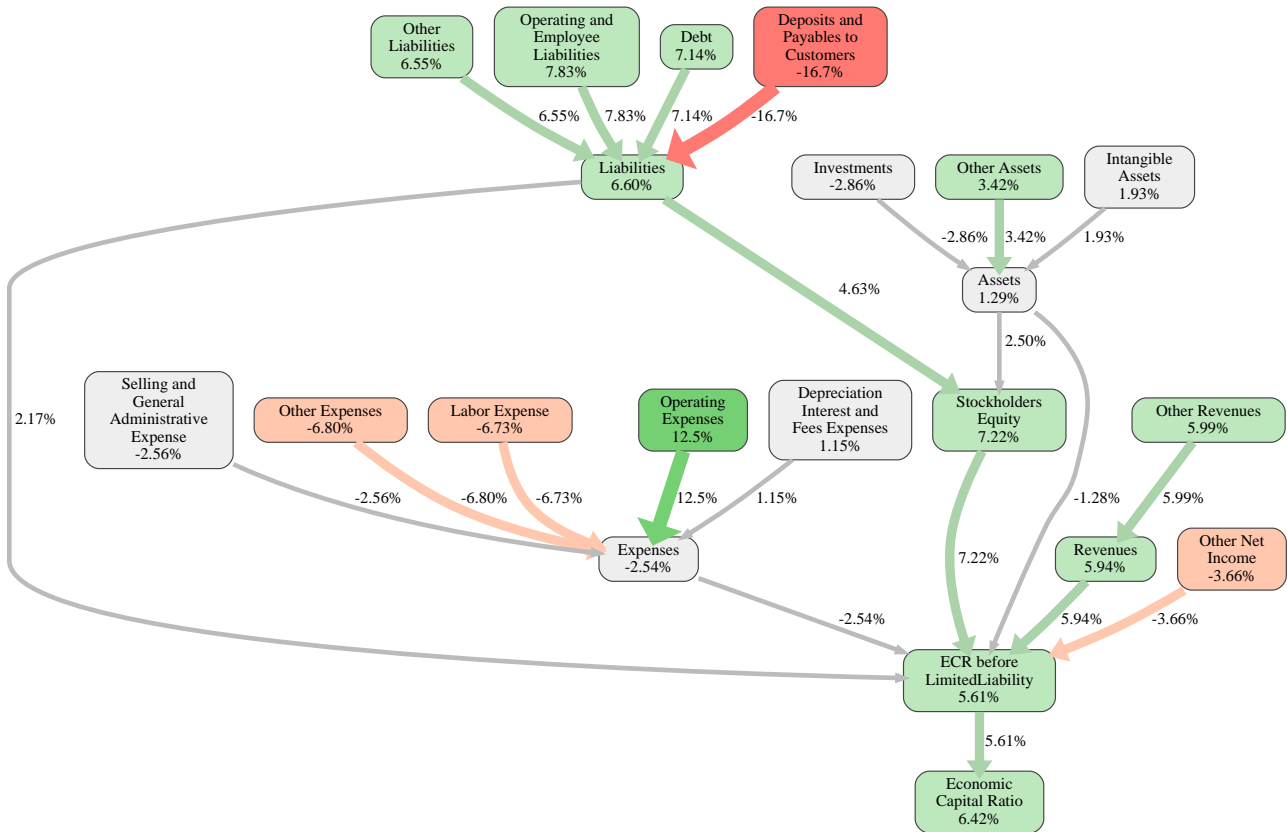 Other
Liabilities
6.55%
Operating and
Employee
Liabilities
7.83%
Debt
7.14%
Deposits and
Payables to
Customers
-16.7%
6.55%
7.83%
7.14%
-16.7%
Liabilities
6.60%
Investments
-2.86%
Other Assets
3.42%
Intangible
Assets
1.93%
-2.86%
3.42%
1.93%
Assets
1.29%
4.63%
2.50%
2.17%
Selling and
General
Administrative
Expense
-2.56%
Other Expenses
-6.80%
Labor Expense
-6.73%
Operating
Expenses
12.5%
Depreciation
Interest and
Fees Expenses
1.15%
Stockholders
Equity
7.22%
Other Revenues
5.99%
-2.56%
-6.80%
-6.73%
12.5%
1.15%
-1.28%
5.99%
Expenses
-2.54%
7.22%
Revenues
5.94%
Other Net
Income
-3.66%
-2.54%
5.94%
-3.66%
ECR before
LimitedLiability
5.61%
5.61%
Economic
Capital Ratio
6.42%